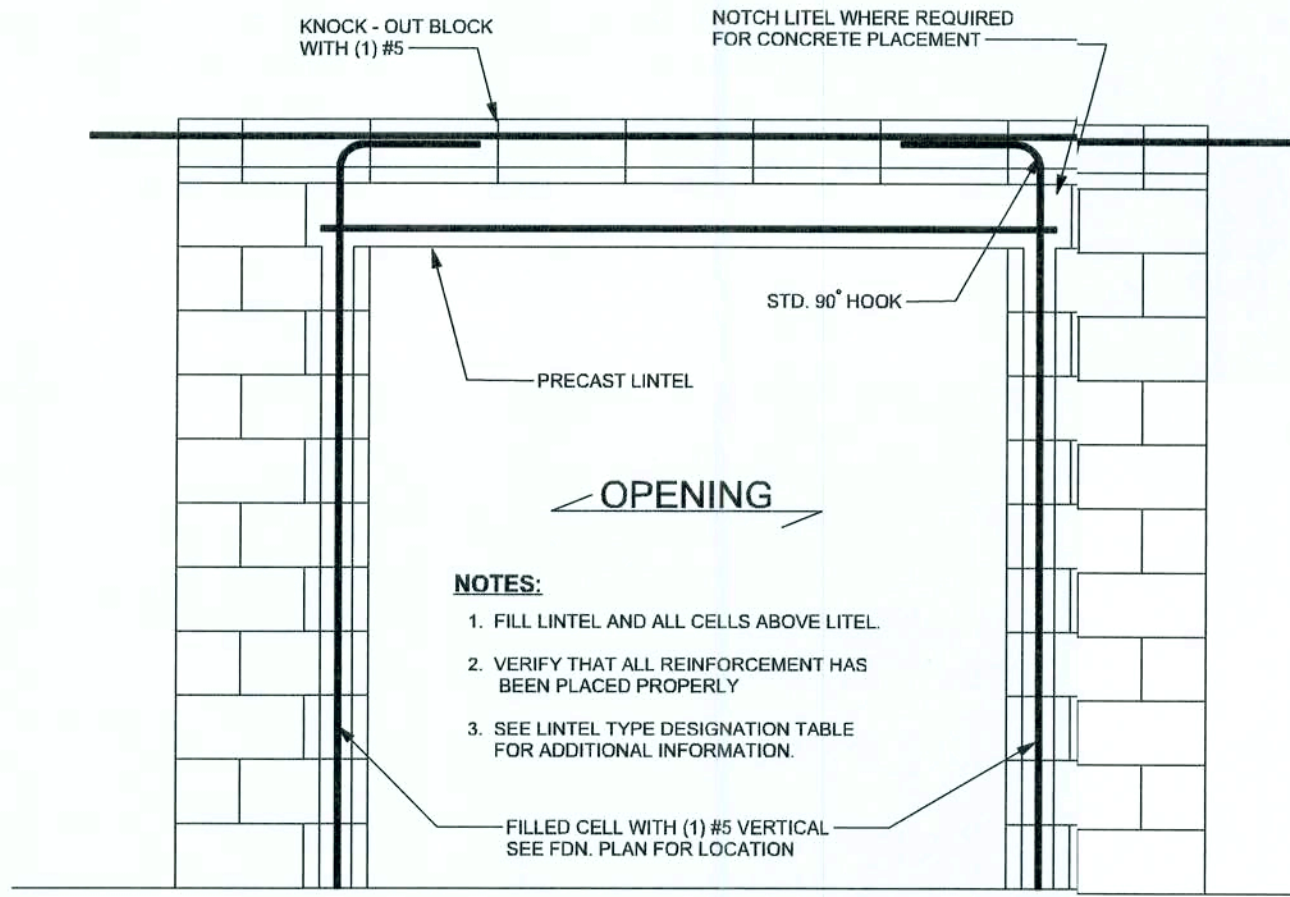 KNOCK - OUT BLOCK
WITH (1) #5
NOTCH LITEL WHERE REQUIRED
FOR CONCRETE PLACEMENT
STD. 90° HOOK
PRECAST LINTEL
OPENING
NOTES:
1. FILL LINTEL AND ALL CELLS ABOVE LITEL.
2. VERIFY THAT ALL REINFORCEMENT HAS
BEEN PLACED PROPERLY
3. SEE LINTEL TYPE DESIGNATION TABLE
FOR ADDITIONAL INFORMATION.
FILLED CELL WITH (1) #5 VERTICAL
SEE FDN. PLAN FOR LOCATION